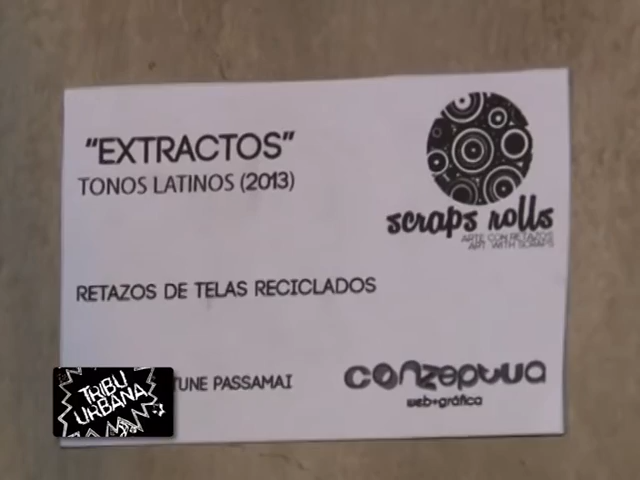 “EXTRACTOS”
TONOS LATINOS (2013)
scraps rolls
ARTE CON RETAZOS
ART WITH SCRAPS
RETAZOS DE TELAS RECICLADOS
PASSAMAI
conzeptua
web+gráfica
TRIBU
URBANA